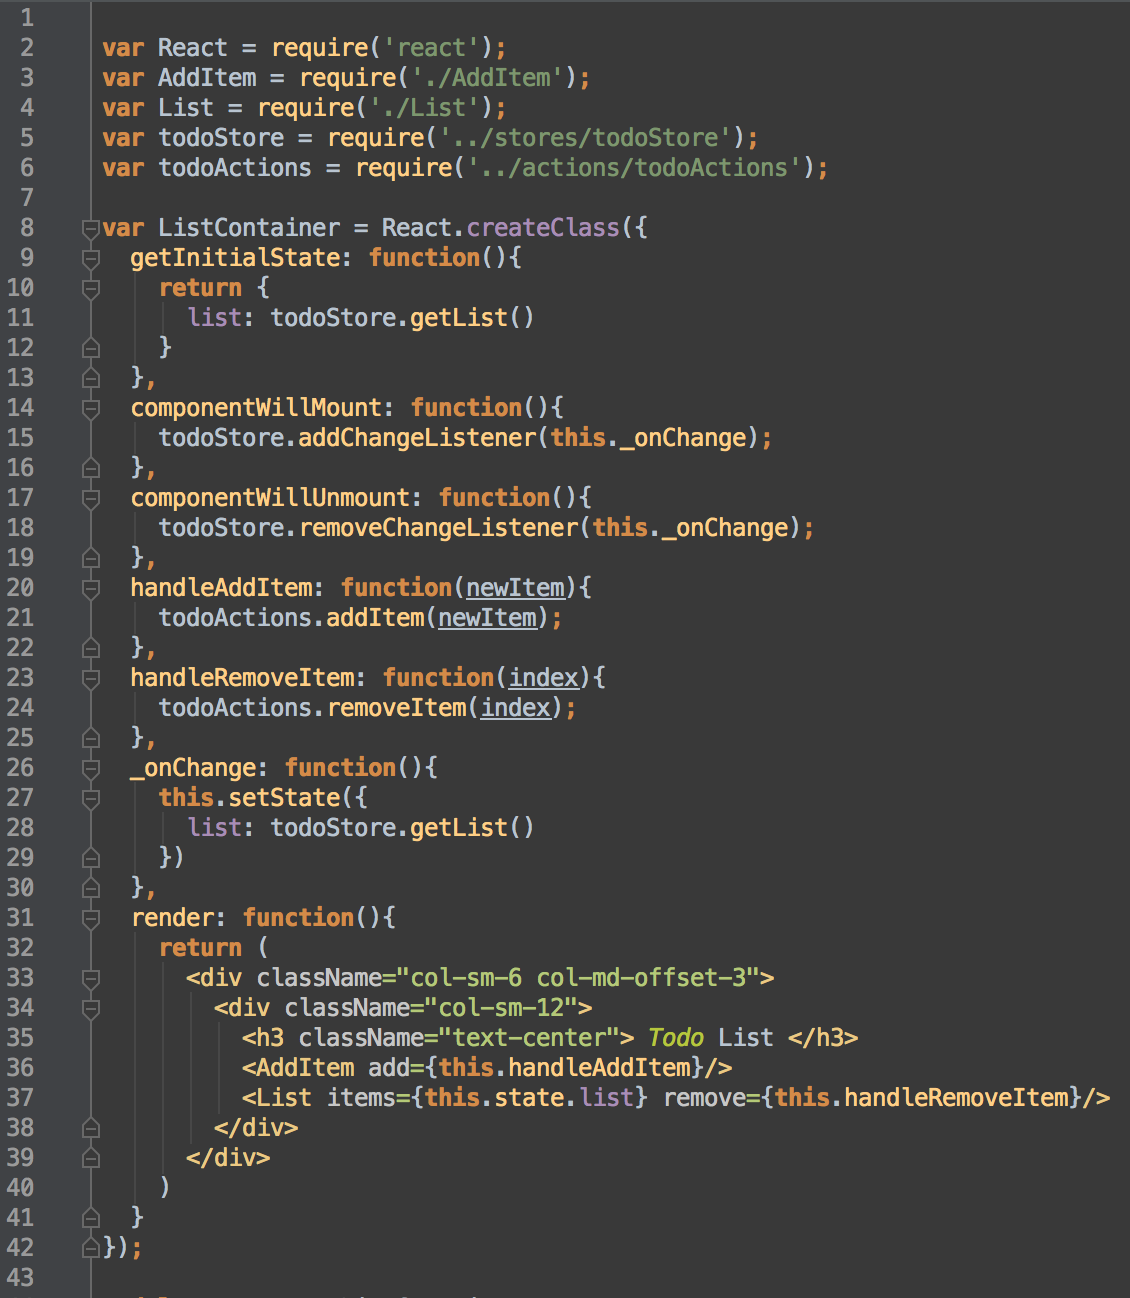 1
2 var React = require('react');
3 var AddItem = require('./AddItem');
4 var List = require('./List');
5 var todoStore = require('../stores/todoStore');
6 var todoActions = require('../actions/todoActions');
7
8 var ListContainer = React.createClass({
9   getInitialState: function(){
10     return {
11       list: todoStore.getList()
12     }
13   },
14   componentWillMount: function(){
15     todoStore.addChangeListener(this._onChange);
16   },
17   componentWillUnmount: function(){
18     todoStore.removeChangeListener(this._onChange);
19   },
20   handleAddItem: function(newItem){
21     todoActions.addItem(newItem);
22   },
23   handleRemoveItem: function(index){
24     todoActions.removeItem(index);
25   },
26   _onChange: function(){
27     this.setState({
28       list: todoStore.getList()
29     })
30   },
31   render: function(){
32     return (
33       <div className="col-sm-6 col-md-offset-3">
34         <div className="col-sm-12">
35           <h3 className="text-center"> Todo List </h3>
36           <AddItem add={this.handleAddItem}/>
37           <List items={this.state.list} remove={this.handleRemoveItem}/>
38         </div>
39       </div>
40     )
41   }
42 });
43